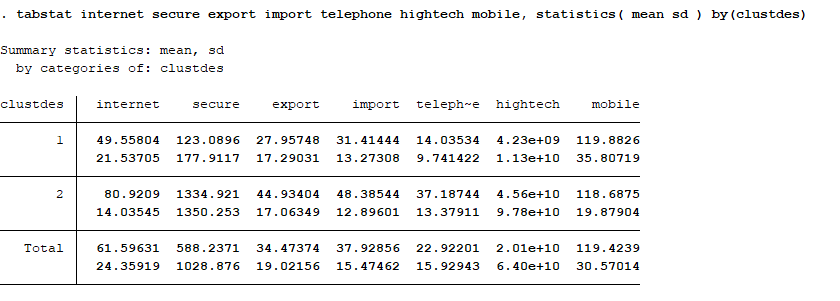 . tabstat internet secure export import telephone hightech mobile, statistics( mean sd ) by(clustdes)
Summary statistics: mean, sd
by categories of: clustdes
clustdes internet secure export import teleph~e hightech mobile
1 49.55804 123.0896 27.95748 31.41444 14.03534 4.23e+09 119.8826
21.53705 177.9117 17.29031 13.27308 9.741422 1.13e+10 35.80719
2 80.9209 1334.921 44.93404 48.38544 37.18744 4.56e+10 118.6875
14.03545 1350.253 17.06349 12.89601 13.37911 9.78e+10 19.87904
Total 61.59631 588.2371 34.47374 37.92856 22.92201 2.01e+10 119.4239
24.35919 1028.876 19.02156 15.47462 15.92943 6.40e+10 30.57014